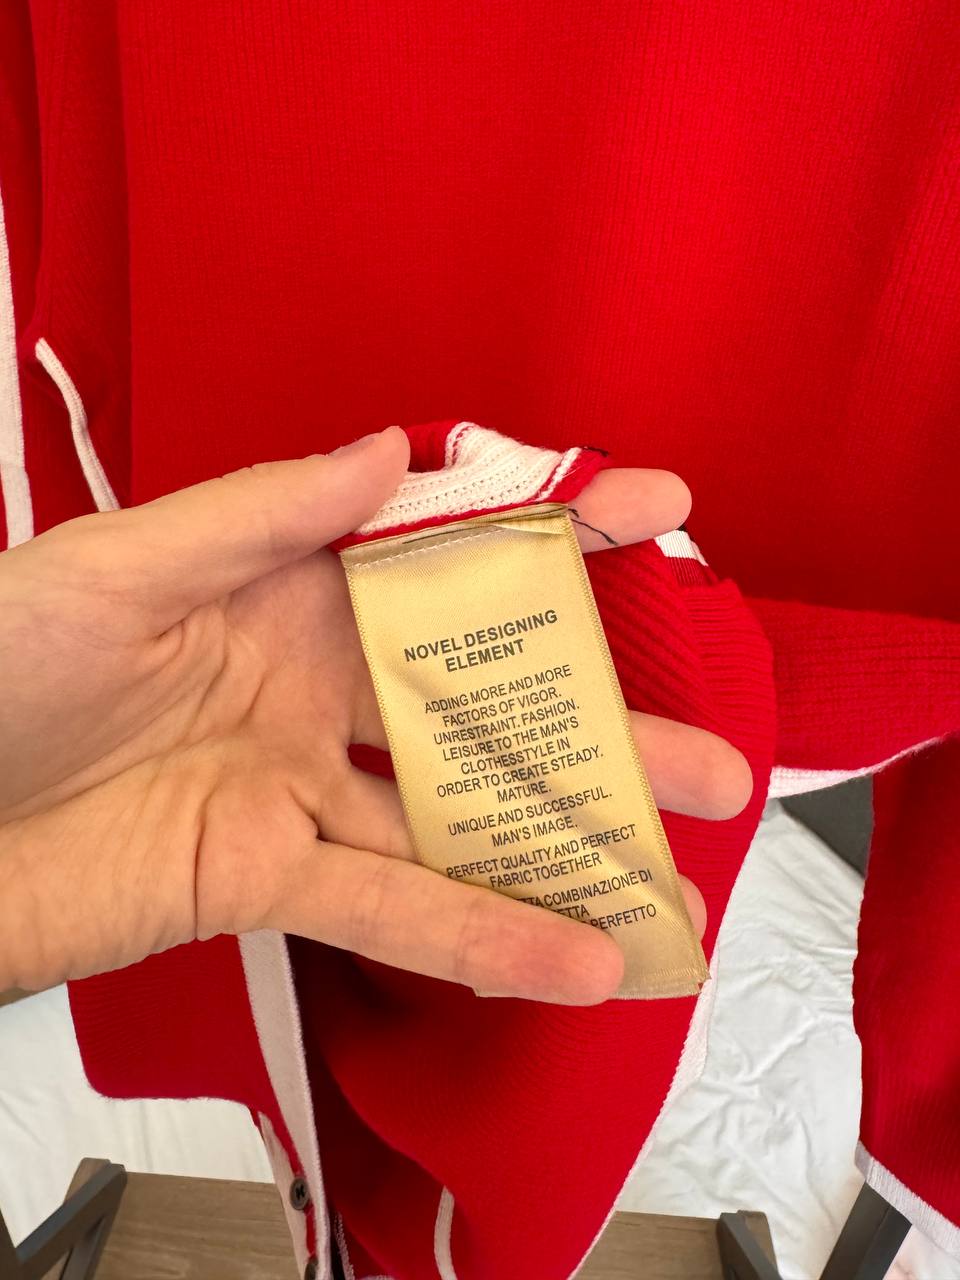 NOVEL DESIGNING
ELEMENT
ADDING MORE AND MORE
FACTORS OF VIGOR.
UNRESTRAINT. FASHION.
LEISURE TO THE MAN'S
CLOTHESSTYLE IN
ORDER TO CREATE STEADY.
MATURE.
UNIQUE AND SUCCESSFUL.
MAN'S IMAGE.
PERFECT QUALITY AND PERFECT
FABRIC TOGETHER
COMBINAZIONE DI
PERFETTO